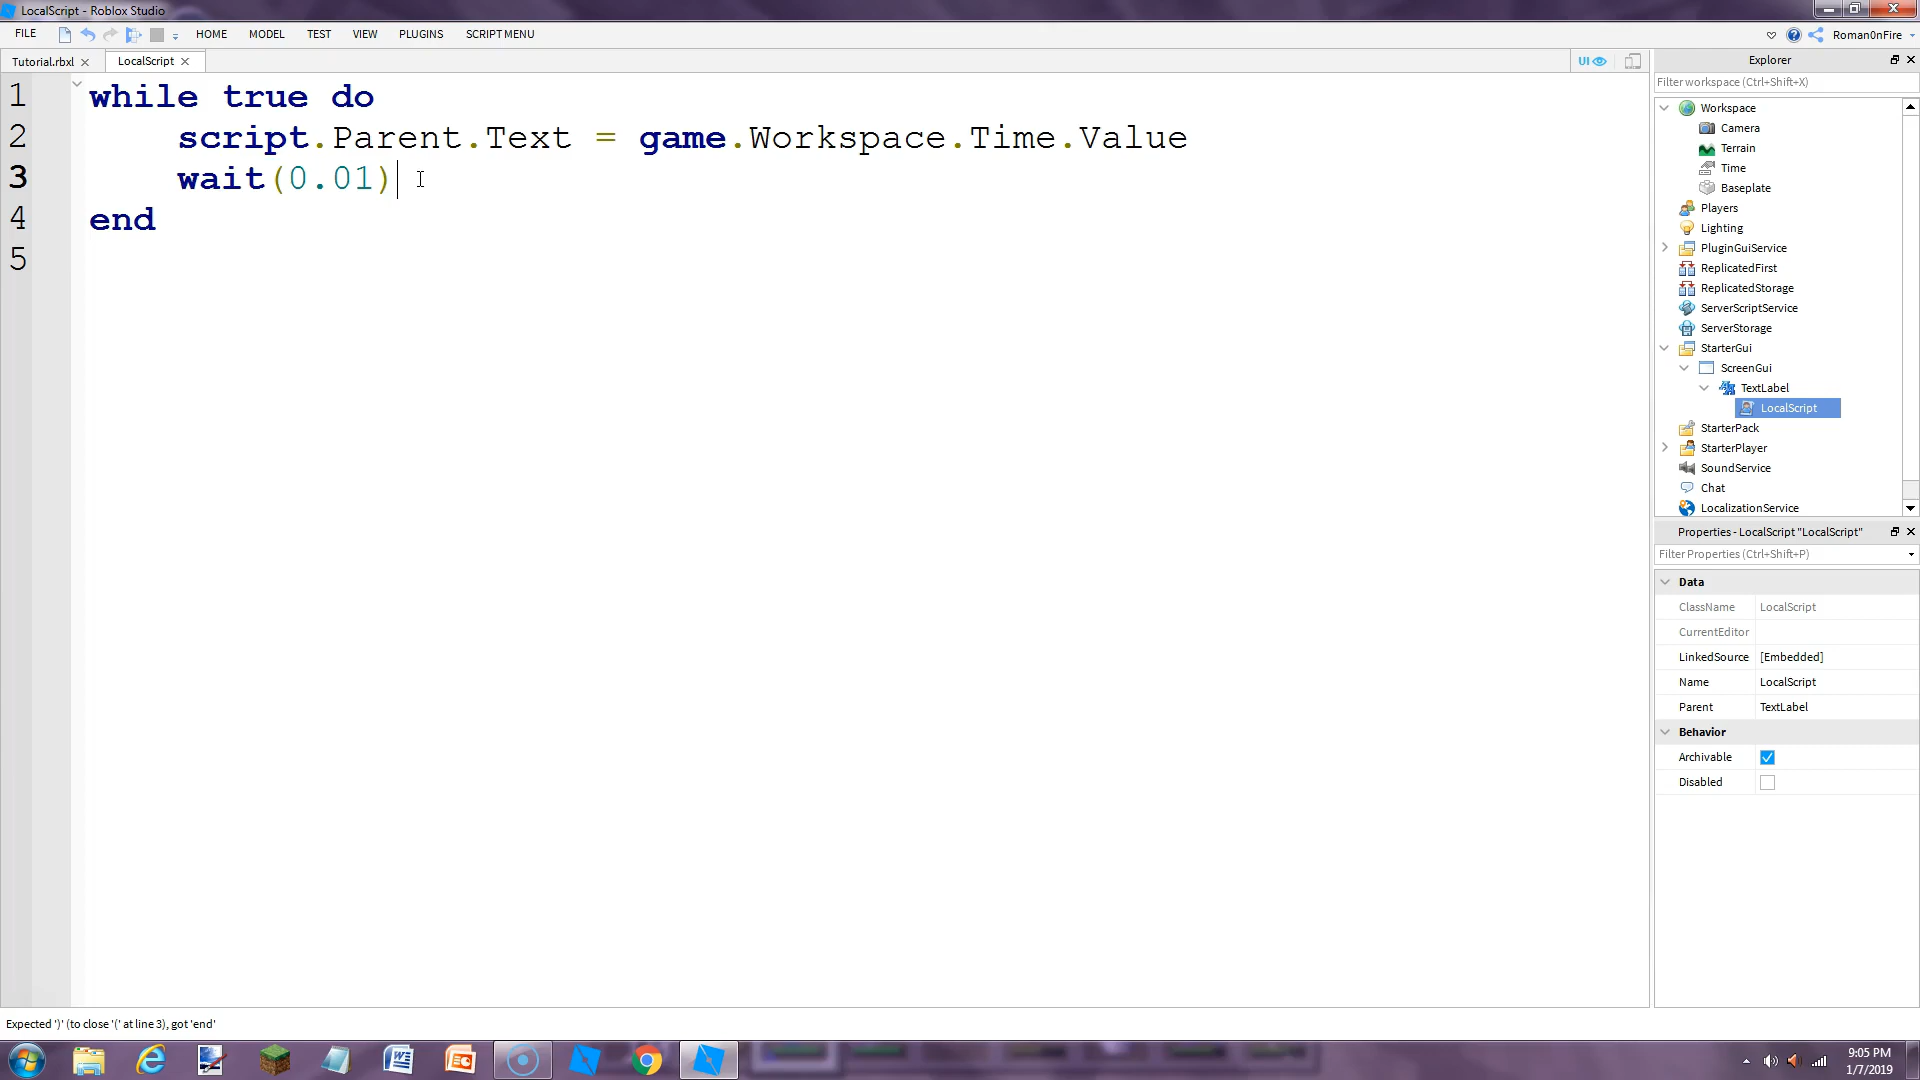 LocalScript - Roblox Studio
FILE HOME MODEL TEST VIEW PLUGINS SCRIPT MENU Roman0nFire
Tutorial.rbxl LocalScript UI
1 while true do
2 script.Parent.Text = game.Workspace.Time.Value
3 wait(0.01)
4 end
5
Explorer
Filter workspace (Ctrl+Shift+X)
Workspace
Camera
Terrain
Time
Baseplate
Players
Lighting
PluginGuiService
ReplicatedFirst
ReplicatedStorage
ServerScriptService
ServerStorage
StarterGui
ScreenGui
TextLabel
LocalScript
StarterPack
StarterPlayer
SoundService
Chat
LocalizationService
Properties - LocalScript "LocalScript"
Filter Properties (Ctrl+Shift+P)
Data
ClassName LocalScript
CurrentEditor
LinkedSource [Embedded]
Name LocalScript
Parent TextLabel
Behavior
Archivable
Disabled
Expected ')' (to close '(' at line 3), got 'end'
9:05 PM
1/7/2019